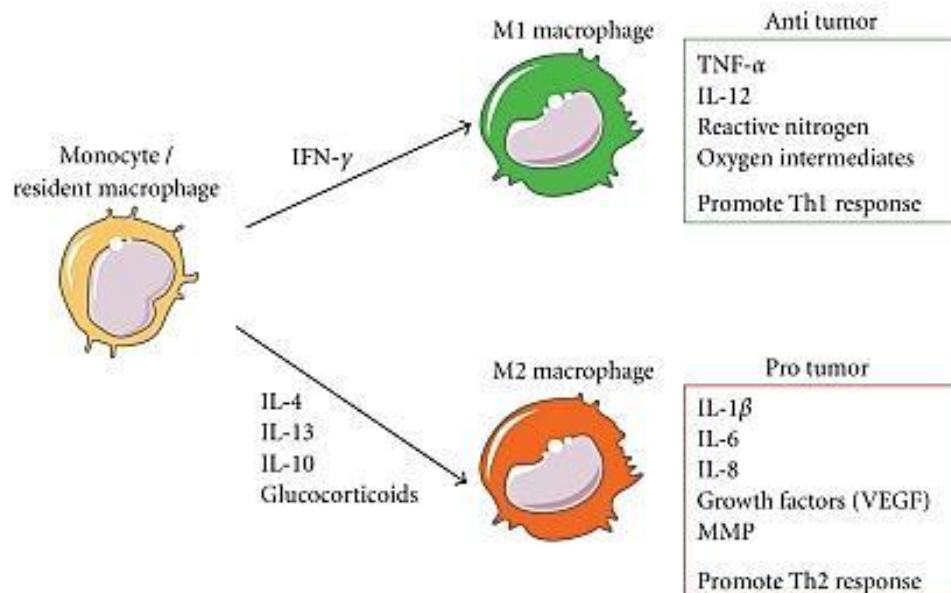 Monocyte /
resident macrophage
IFN-γ
M1 macrophage
Anti tumor
TNF-α
IL-12
Reactive nitrogen
Oxygen intermediates
Promote Th1 response
IL-4
IL-13
IL-10
Glucocorticoids
M2 macrophage
Pro tumor
IL-1β
IL-6
IL-8
Growth factors (VEGF)
MMP
Promote Th2 response